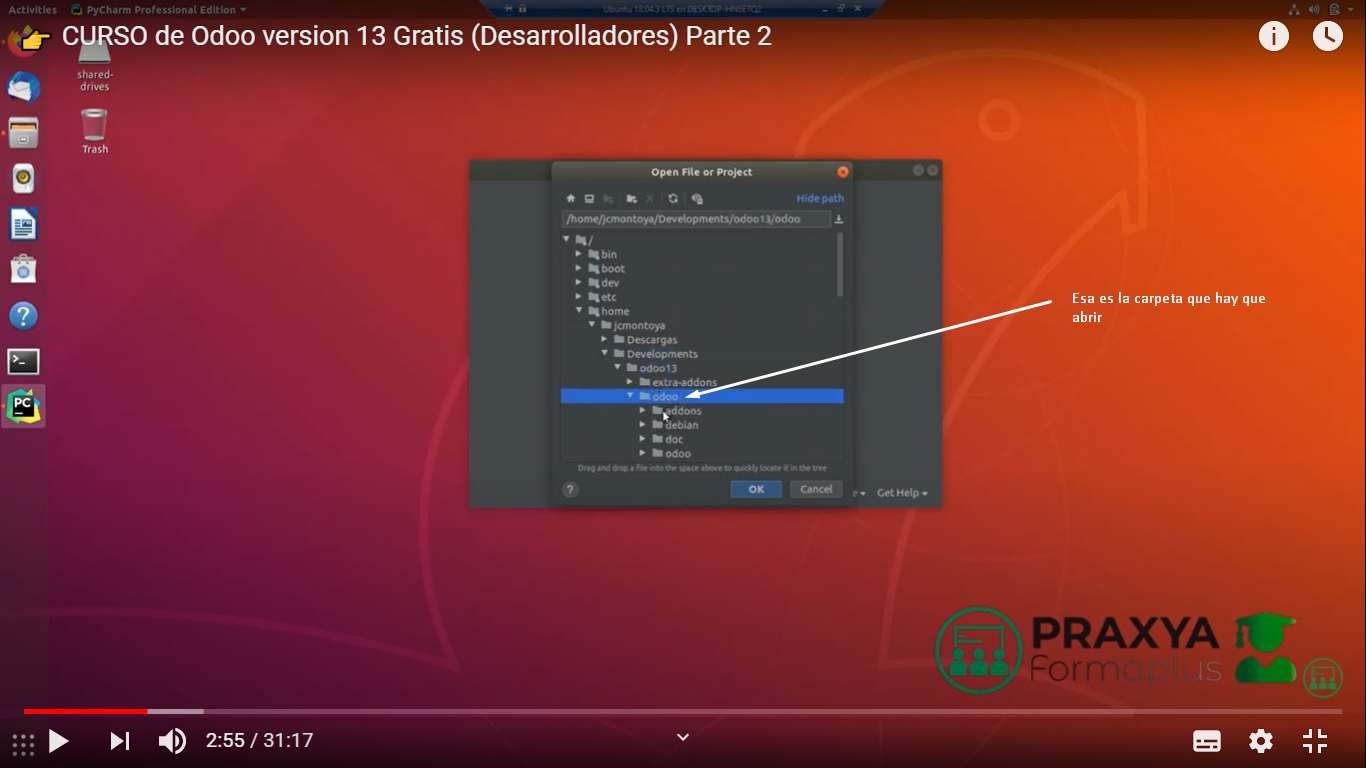 Activities
PyCharm Professional Edition
Ubuntu 18.04.3 LTS en DESKTOP-HN6ETQ2
CURSO de Odoo version 13 Gratis (Desarrolladores) Parte 2
shared-
drives
Trash
Open File or Project
Hide path
/home/jcmontoya/Developments/odoo13/odoo
/
bin
boot
dev
etc
home
jcmontoya
Descargas
Developments
odoo13
extra-addons
odoo
addons
debian
doc
odoo
Drag and drop a file into the space above to quickly locate it in the tree
?
OK
Cancel
Get Help
Esa es la carpeta que hay que
abrir
PC
PRAXYA
Formaplus
2:55 / 31:17